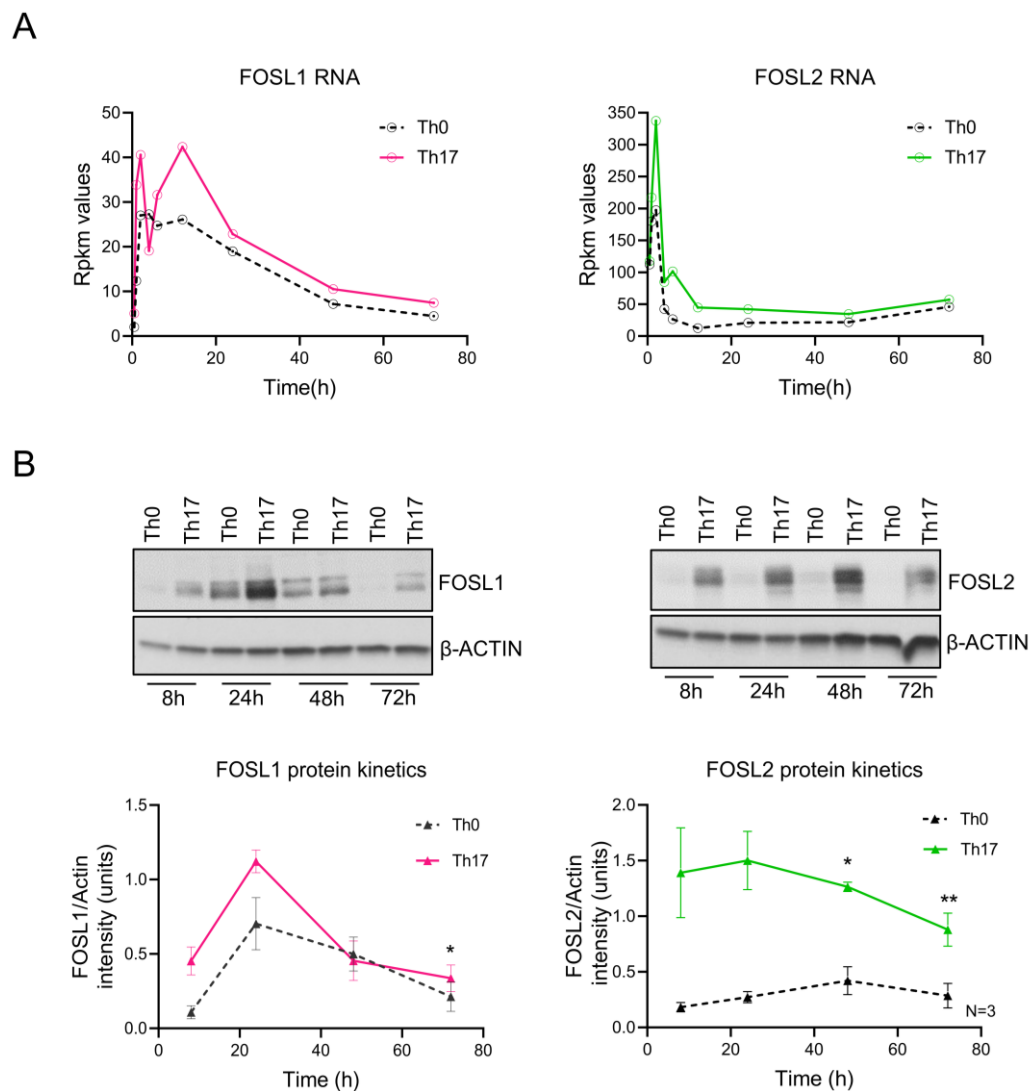 A
FOSL1 RNA
Th0
Th17
Rpkm values
50
40
30
20
10
0
0 20 40 60 80
Time(h)
FOSL2 RNA
Th0
Th17
Rpkm values
350
300
250
200
150
100
50
0
0 20 40 60 80
Time(h)
B
Th0 Th17 Th0 Th17 Th0 Th17 Th0 Th17
FOSL1
β-ACTIN
8h 24h 48h 72h
Th0 Th17 Th0 Th17 Th0 Th17 Th0 Th17
FOSL2
β-ACTIN
8h 24h 48h 72h
FOSL1 protein kinetics
Th0
Th17
FOSL1/Actin
intensity (units)
1.5
1.0
0.5
0.0
*
0 20 40 60 80
Time (h)
FOSL2 protein kinetics
Th0
Th17
FOSL2/Actin
intensity (units)
2.0
1.5
1.0
0.5
0.0
*
**
N=3
0 20 40 60 80
Time (h)